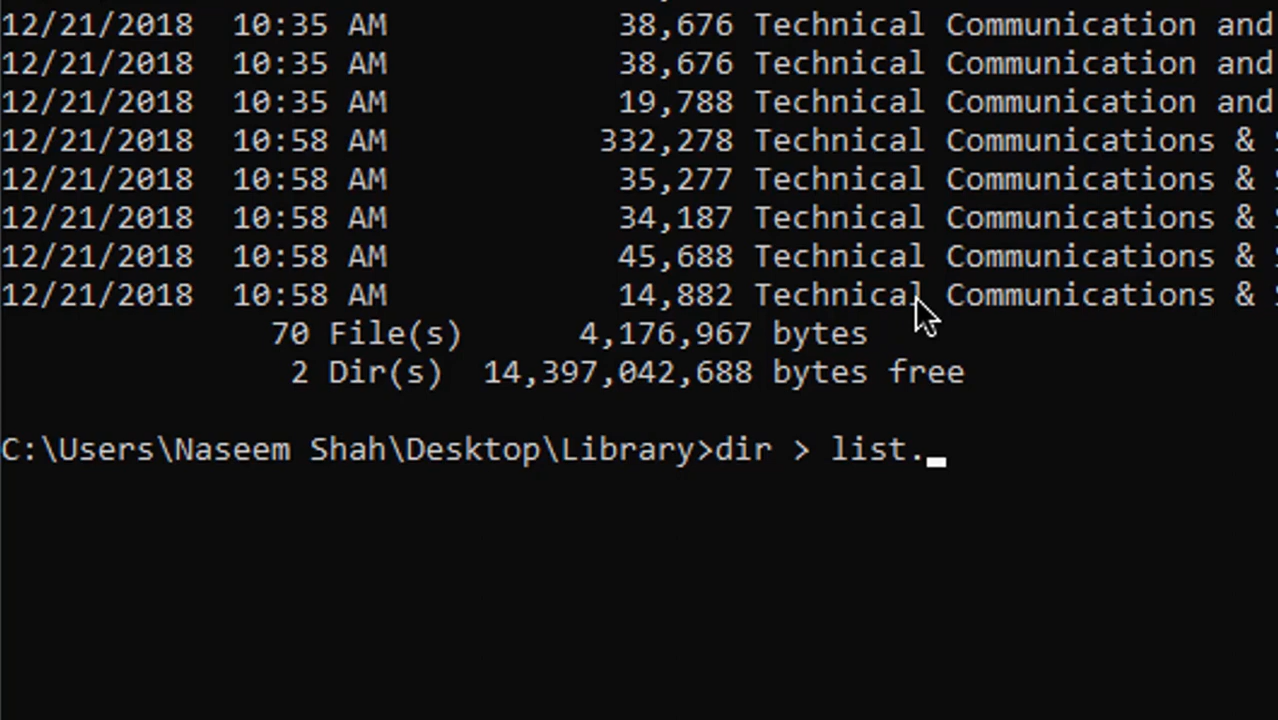 12/21/2018 10:35 AM 38,676 Technical Communication and
12/21/2018 10:35 AM 38,676 Technical Communication and
12/21/2018 10:35 AM 19,788 Technical Communication and
12/21/2018 10:58 AM 332,278 Technical Communications &
12/21/2018 10:58 AM 35,277 Technical Communications &
12/21/2018 10:58 AM 34,187 Technical Communications &
12/21/2018 10:58 AM 45,688 Technical Communications &
12/21/2018 10:58 AM 14,882 Technical Communications &
70 File(s) 4,176,967 bytes
2 Dir(s) 14,397,042,688 bytes free
C:\Users\Naseem Shah\Desktop\Library>dir > list.